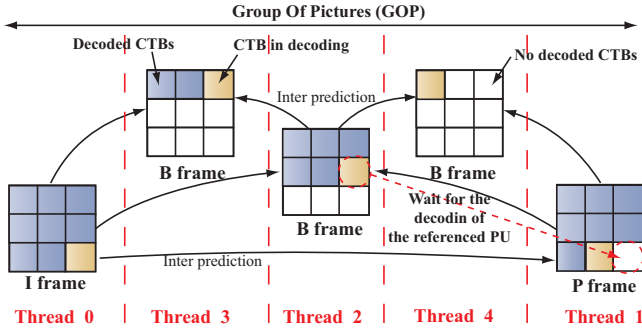 Group Of Pictures (GOP)
Decoded CTBs
CTB in decoding
No decoded CTBs
Inter prediction
B frame
B frame
B frame
Wait for the
decodin of
the referenced PU
Inter prediction
I frame
P frame
Thread 0
Thread 3
Thread 2
Thread 4
Thread 1